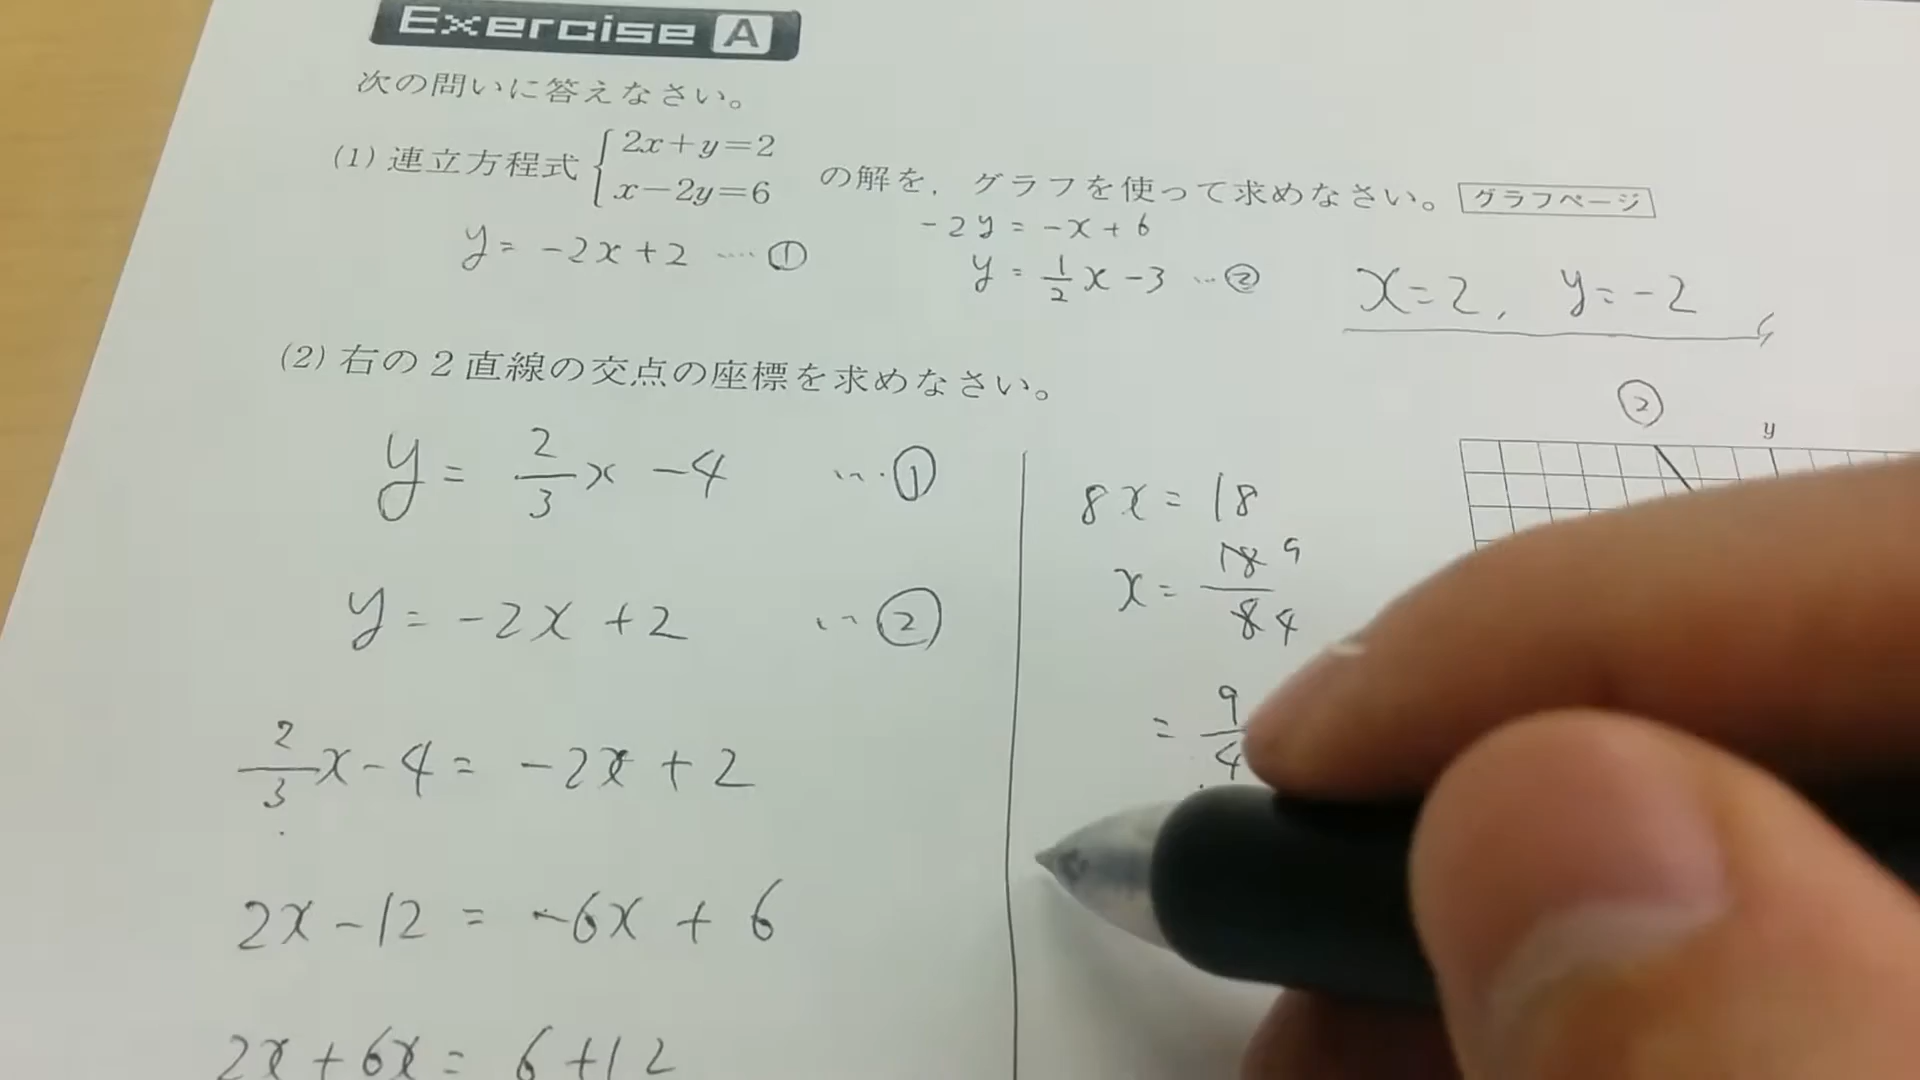 Exercise A
次の問いに答えなさい。
(1) 連立方程式 { 2x+y=2
x−2y=6 の解を，グラフを使って求めなさい。 グラフページ
y = -2x+2 … ①
-2y = -x+6
y = 1/2 x -3 … ②
x=2, y=-2
(2) 右の２直線の交点の座標を求めなさい。
y = 2/3 x -4 … ①
y = -2x+2 … ②
2/3 x-4 = -2x+2
2x-12 = -6x+6
2x+6x = 6+12
8x = 18
x = 18/8 9 4
= 9/4
②
y